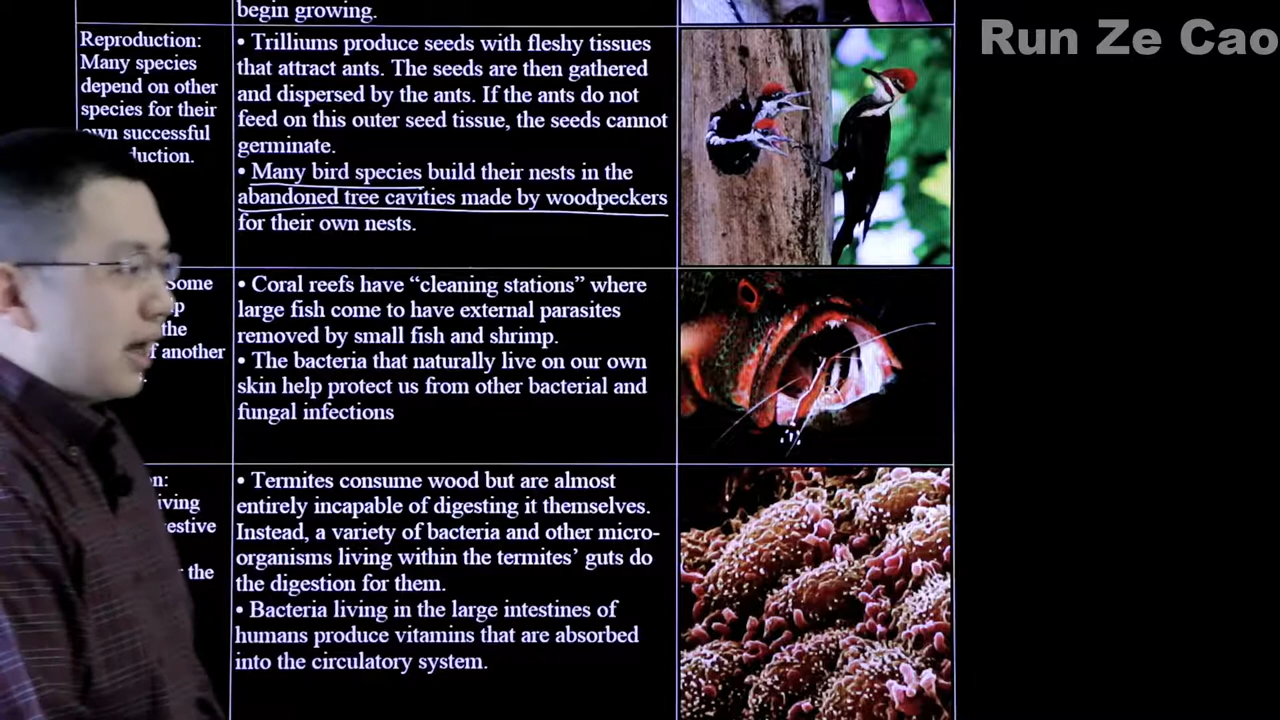 begin growing.
Run Ze Cao
Reproduction:
Many species
depend on other
species for their
own successful
• Trilliums produce seeds with fleshy tissues
that attract ants. The seeds are then gathered
and dispersed by the ants. If the ants do not
feed on this outer seed tissue, the seeds cannot
germinate.
• Many bird species build their nests in the
abandoned tree cavities made by woodpeckers
for their own nests.
Some
the
another
• Coral reefs have “cleaning stations” where
large fish come to have external parasites
removed by small fish and shrimp.
• The bacteria that naturally live on our own
skin help protect us from other bacterial and
fungal infections
the
• Termites consume wood but are almost
entirely incapable of digesting it themselves.
Instead, a variety of bacteria and other micro-
organisms living within the termites’ guts do
the digestion for them.
• Bacteria living in the large intestines of
humans produce vitamins that are absorbed
into the circulatory system.